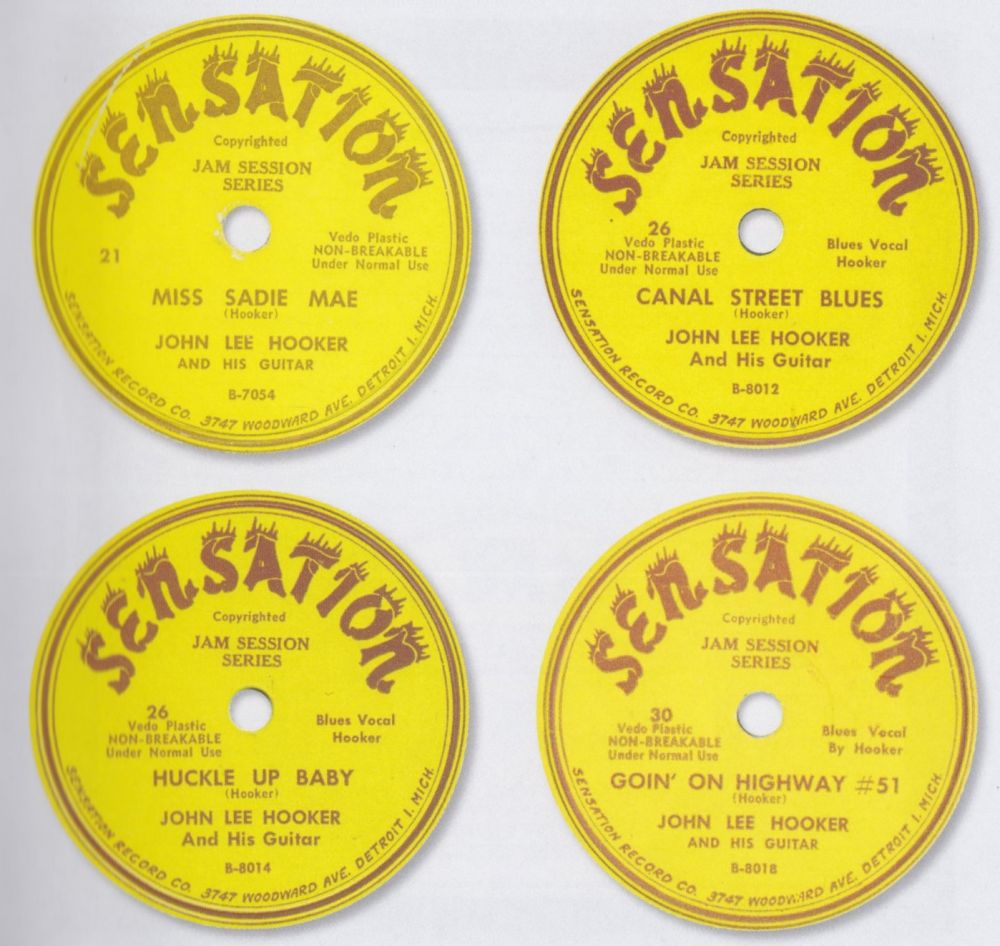 SENSATION
Copyrighted
JAM SESSION
SERIES
21
Vedo Plastic
NON-BREAKABLE
Under Normal Use
MISS SADIE MAE
(Hooker)
JOHN LEE HOOKER
AND HIS GUITAR
B-7054
SENSATION RECORD CO. 3747 WOODWARD AVE. DETROIT 1. MICH.
SENSATION
Copyrighted
JAM SESSION
SERIES
26
Vedo Plastic
NON-BREAKABLE
Under Normal Use
Blues Vocal
Hooker
CANAL STREET BLUES
(Hooker)
JOHN LEE HOOKER
And His Guitar
B-8012
SENSATION RECORD CO. 3747 WOODWARD AVE. DETROIT 1. MICH.
SENSATION
Copyrighted
JAM SESSION
SERIES
26
Vedo Plastic
NON-BREAKABLE
Under Normal Use
Blues Vocal
Hooker
HUCKLE UP BABY
(Hooker)
JOHN LEE HOOKER
And His Guitar
B-8014
SENSATION RECORD CO. 3747 WOODWARD AVE. DETROIT 1. MICH.
SENSATION
Copyrighted
JAM SESSION
SERIES
30
Vedo Plastic
NON-BREAKABLE
Under Normal Use
Blues Vocal
By Hooker
GOIN' ON HIGHWAY #51
(Hooker)
JOHN LEE HOOKER
AND HIS GUITAR
B-8018
SENSATION RECORD CO. 3747 WOODWARD AVE. DETROIT 1. MICH.